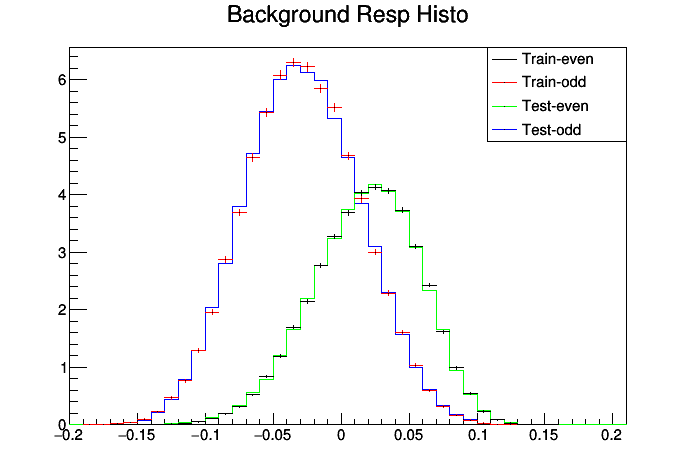 Background Resp Histo
Train-even
Train-odd
Test-even
Test-odd
6
5
4
3
2
1
0
−0.2 −0.15 −0.1 −0.05 0 0.05 0.1 0.15 0.2